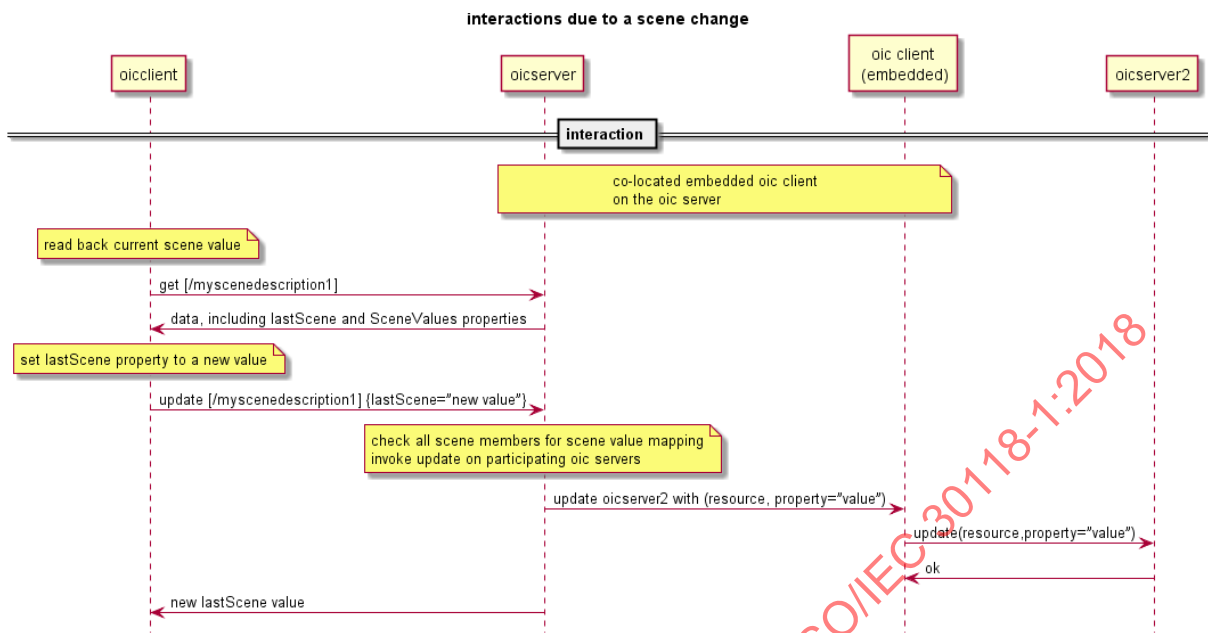 interactions due to a scene change
oicclient
oicserver
oic client
(embedded)
oicserver2
interaction
co-located embedded oic client
on the oic server
read back current scene value
get [/myscenedescription1]
data, including lastScene and SceneValues properties
set lastScene property to a new value
update [/myscenedescription1] {lastScene="new value"}
check all scene members for scene value mapping
invoke update on participating oic servers
update oicserver2 with (resource, property="value")
update(resource,property="value")
ok
new lastScene value
SO/IEC 30118-1:2018